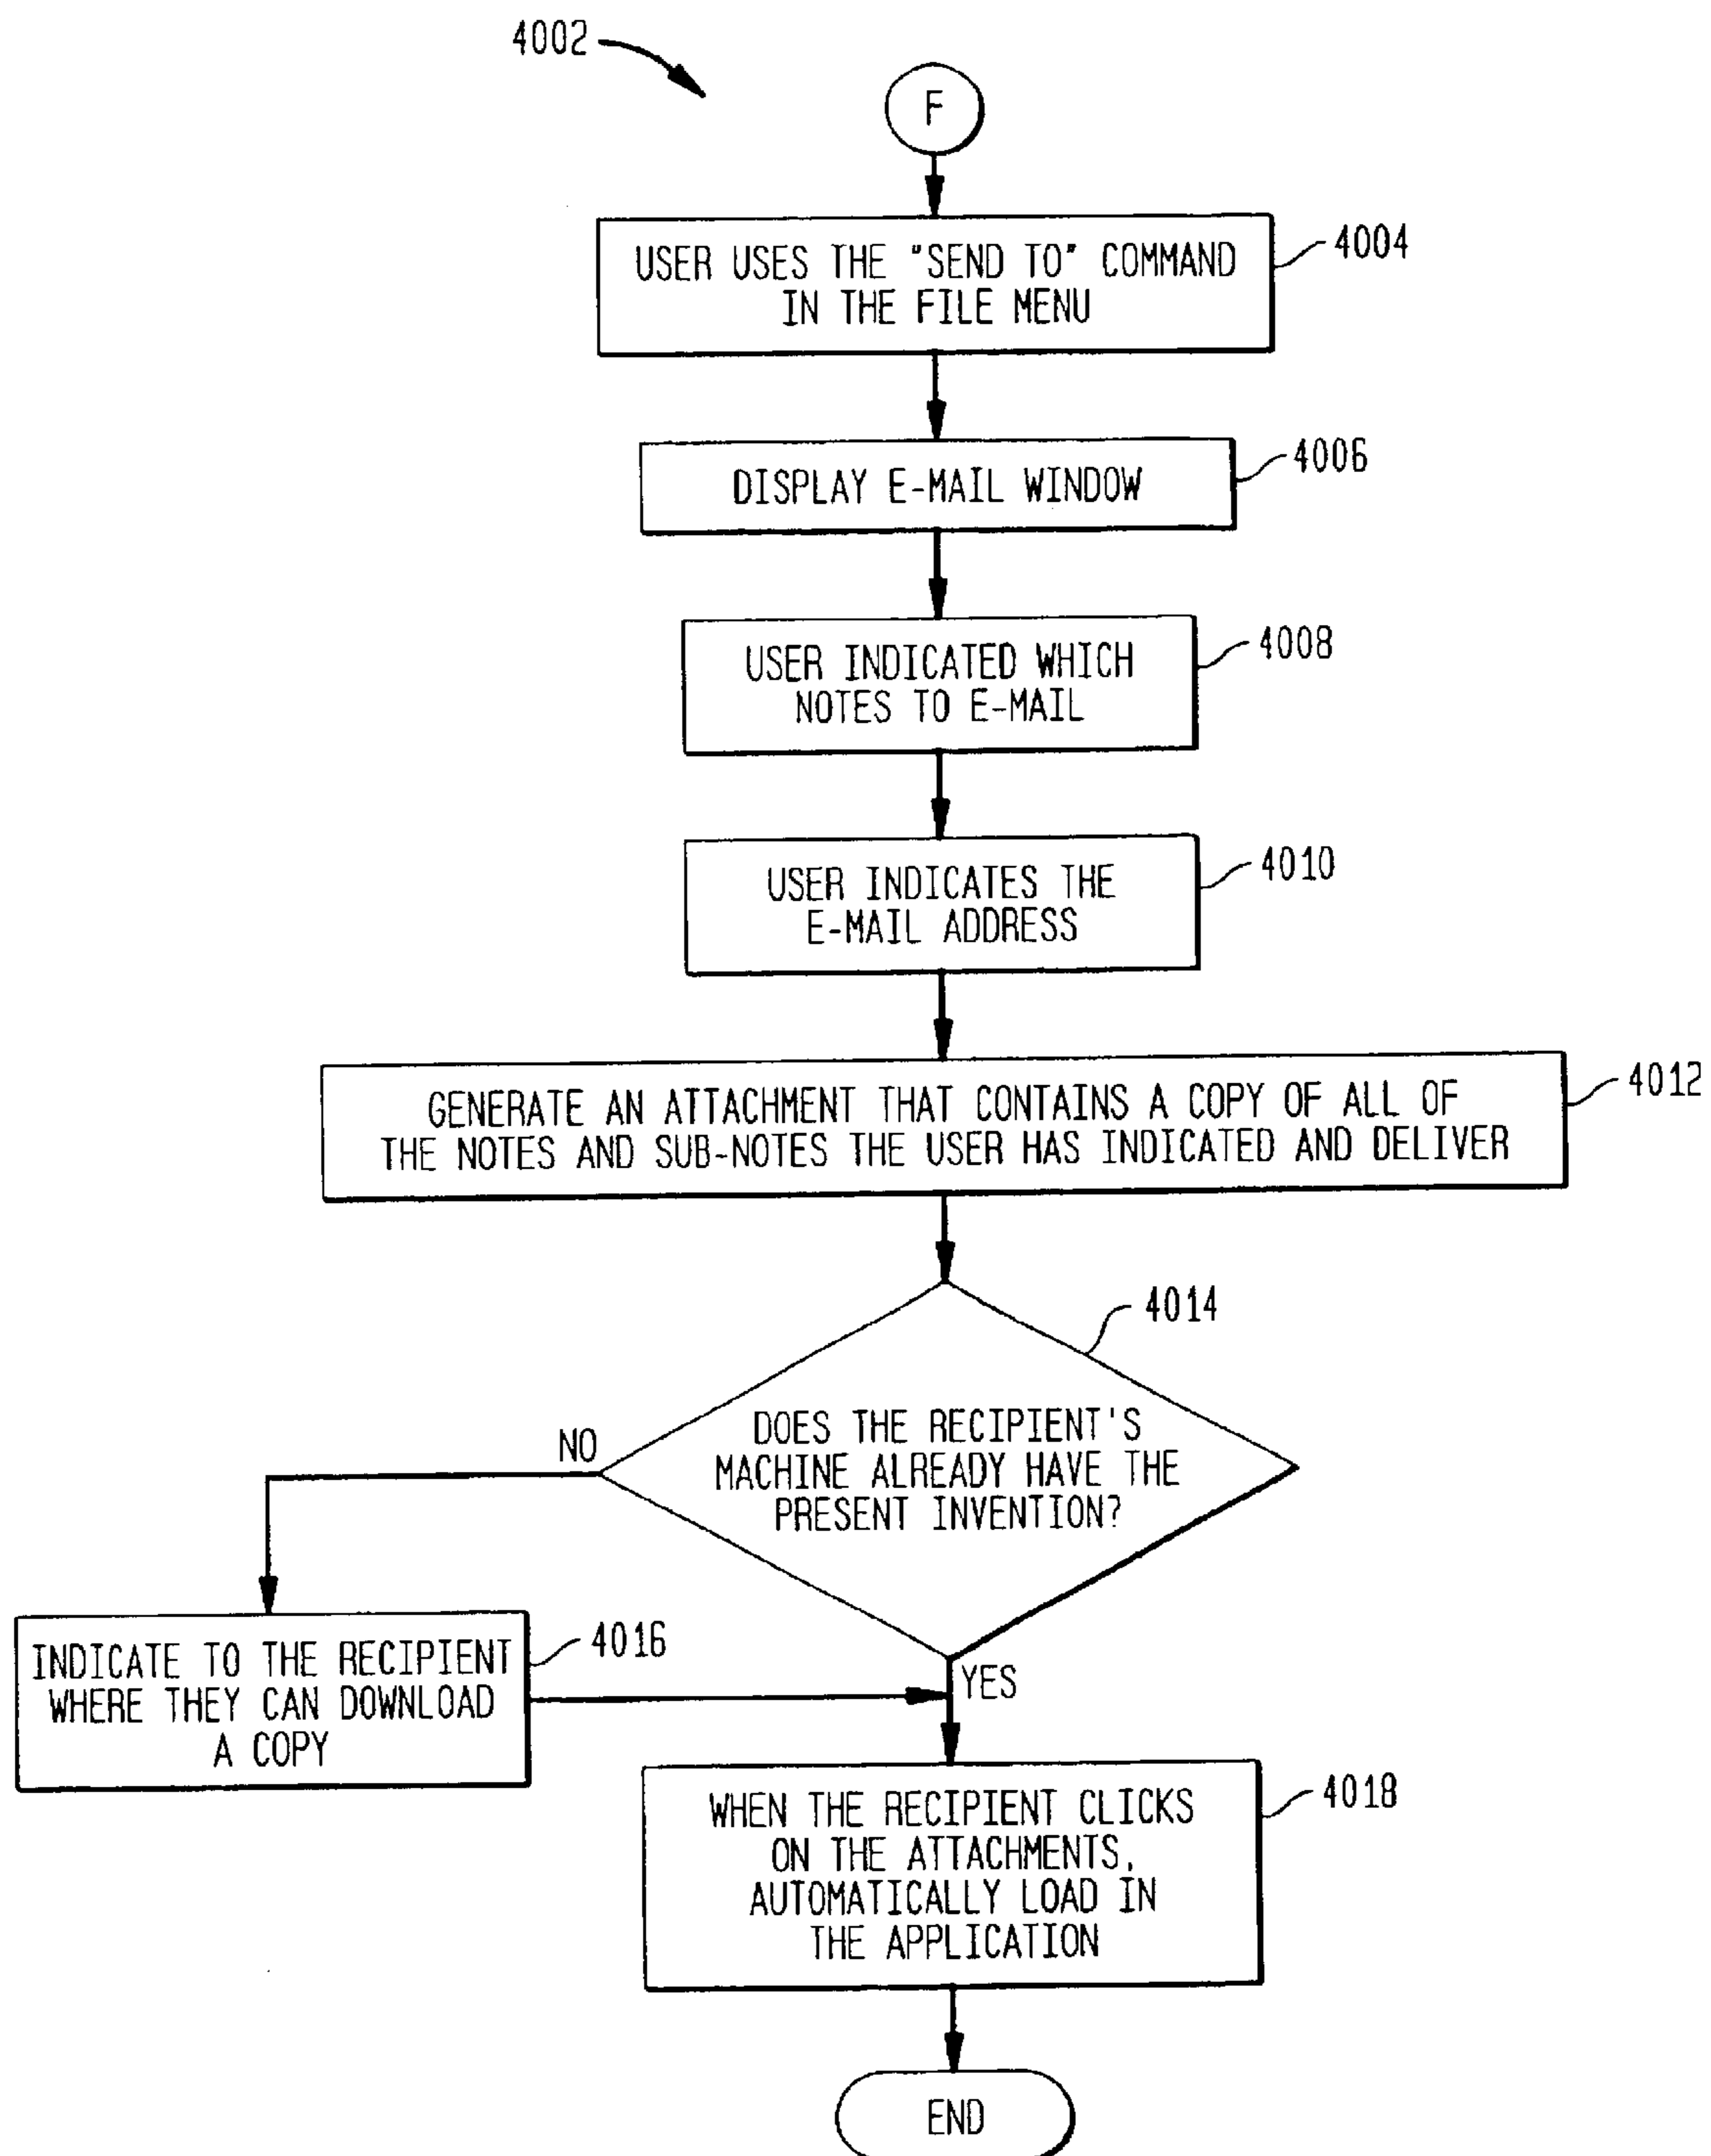 4002
F
USER USES THE "SEND TO" COMMAND
IN THE FILE MENU
4004
DISPLAY E-MAIL WINDOW
4006
USER INDICATED WHICH
NOTES TO E-MAIL
4008
USER INDICATES THE
E-MAIL ADDRESS
4010
GENERATE AN ATTACHMENT THAT CONTAINS A COPY OF ALL OF
THE NOTES AND SUB-NOTES THE USER HAS INDICATED AND DELIVER
4012
4014
DOES THE RECIPIENT'S
MACHINE ALREADY HAVE THE
PRESENT INVENTION?
NO
INDICATE TO THE RECIPIENT
WHERE THEY CAN DOWNLOAD
A COPY
4016
YES
WHEN THE RECIPIENT CLICKS
ON THE ATTACHMENTS,
AUTOMATICALLY LOAD IN
THE APPLICATION
4018
END